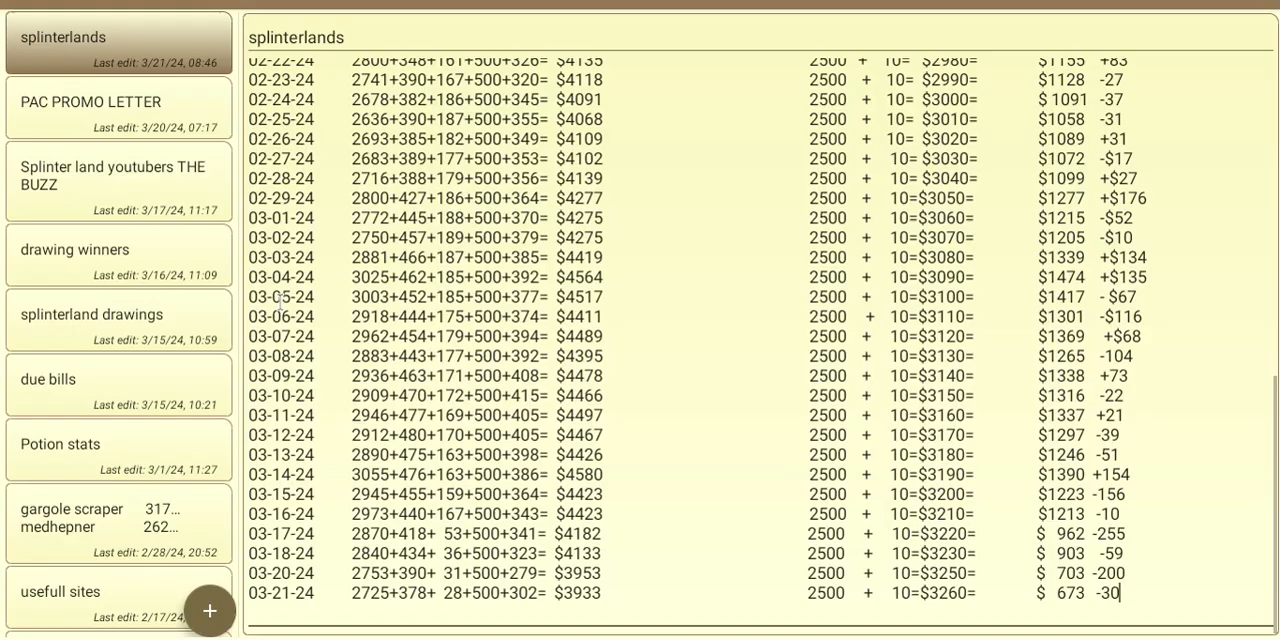 splinterlands
Last edit: 3/21/24, 08:46
PAC PROMO LETTER
Last edit: 3/20/24, 07:17
Splinter land youtubers THE
BUZZ
Last edit: 3/17/24, 11:17
drawing winners
Last edit: 3/16/24, 11:09
splinterland drawings
Last edit: 3/15/24, 10:59
due bills
Last edit: 3/15/24, 10:21
Potion stats
Last edit: 3/1/24, 11:27
gargole scraper 317...
medhepner 262...
Last edit: 2/28/24, 20:52
usefull sites
Last edit: 2/17/24,
+
splinterlands
02-22-24 2800+348+161+500+326= $4135 2500 + 10= $2980= $1155 +83
02-23-24 2741+390+167+500+320= $4118 2500 + 10= $2990= $1128 -27
02-24-24 2678+382+186+500+345= $4091 2500 + 10= $3000= $ 1091 -37
02-25-24 2636+390+187+500+355= $4068 2500 + 10= $3010= $1058 -31
02-26-24 2693+385+182+500+349= $4109 2500 + 10= $3020= $1089 +31
02-27-24 2683+389+177+500+353= $4102 2500 + 10= $3030= $1072 -$17
02-28-24 2716+388+179+500+356= $4139 2500 + 10= $3040= $1099 +$27
02-29-24 2800+427+186+500+364= $4277 2500 + 10=$3050= $1277 +$176
03-01-24 2772+445+188+500+370= $4275 2500 + 10=$3060= $1215 -$52
03-02-24 2750+457+189+500+379= $4275 2500 + 10=$3070= $1205 -$10
03-03-24 2881+466+187+500+385= $4419 2500 + 10=$3080= $1339 +$134
03-04-24 3025+462+185+500+392= $4564 2500 + 10=$3090= $1474 +$135
03-05-24 3003+452+185+500+377= $4517 2500 + 10=$3100= $1417 - $67
03-06-24 2918+444+175+500+374= $4411 2500 + 10=$3110= $1301 -$116
03-07-24 2962+454+179+500+394= $4489 2500 + 10=$3120= $1369 +$68
03-08-24 2883+443+177+500+392= $4395 2500 + 10=$3130= $1265 -104
03-09-24 2936+463+171+500+408= $4478 2500 + 10=$3140= $1338 +73
03-10-24 2909+470+172+500+415= $4466 2500 + 10=$3150= $1316 -22
03-11-24 2946+477+169+500+405= $4497 2500 + 10=$3160= $1337 +21
03-12-24 2912+480+170+500+405= $4467 2500 + 10=$3170= $1297 -39
03-13-24 2890+475+163+500+398= $4426 2500 + 10=$3180= $1246 -51
03-14-24 3055+476+163+500+386= $4580 2500 + 10=$3190= $1390 +154
03-15-24 2945+455+159+500+364= $4423 2500 + 10=$3200= $1223 -156
03-16-24 2973+440+167+500+343= $4423 2500 + 10=$3210= $1213 -10
03-17-24 2870+418+ 53+500+341= $4182 2500 + 10=$3220= $ 962 -255
03-18-24 2840+434+ 36+500+323= $4133 2500 + 10=$3230= $ 903 -59
03-20-24 2753+390+ 31+500+279= $3953 2500 + 10=$3250= $ 703 -200
03-21-24 2725+378+ 28+500+302= $3933 2500 + 10=$3260= $ 673 -30